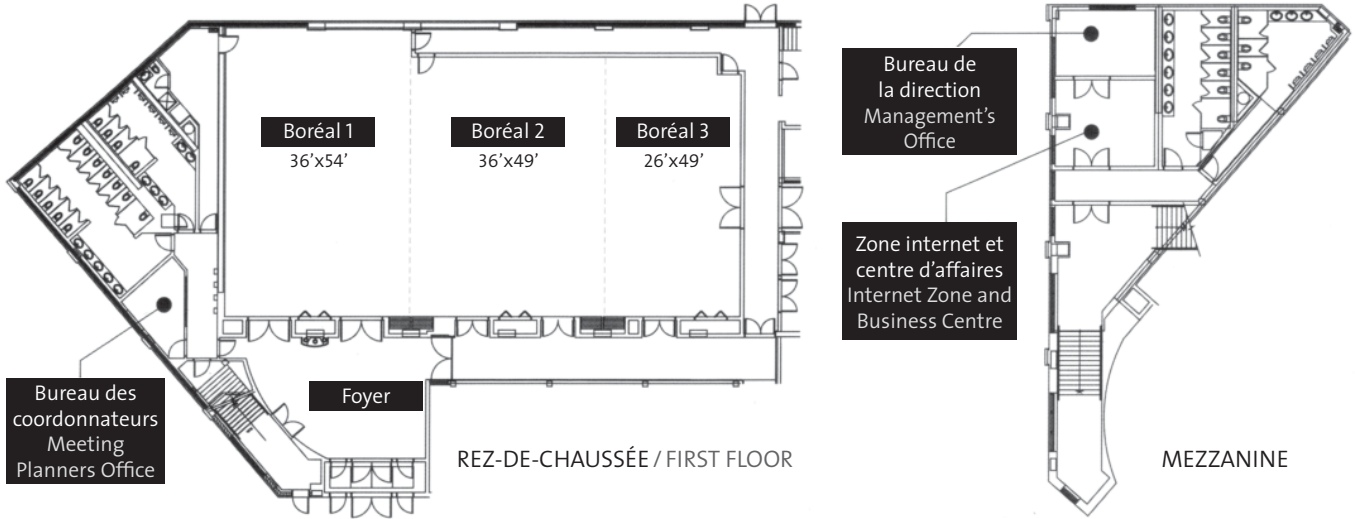 Boréal 1
36’x54’
Boréal 2
36’x49’
Boréal 3
26’x49’
Foyer
Bureau des
coordonnateurs
Meeting
Planners Office
REZ-DE-CHAUSSÉE / FIRST FLOOR
Bureau de
la direction
Management’s
Office
Zone internet et
centre d’affaires
Internet Zone and
Business Centre
MEZZANINE